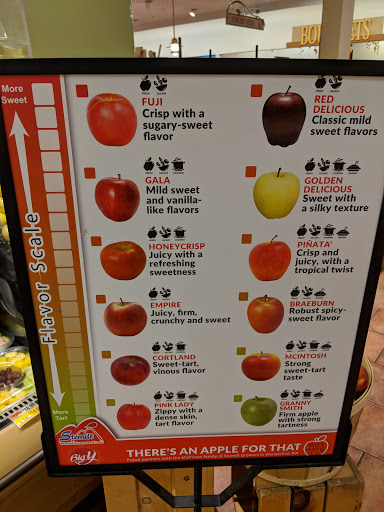 BOUQUETS
More
Sweet
Flavor Scale
More
Tart
FUJI
Crisp with a
sugary-sweet
flavor
RED
DELICIOUS
Classic mild
sweet flavors
GALA
Mild sweet
and vanilla-
like flavors
GOLDEN
DELICIOUS
Sweet with
a silky texture
HONEYCRISP
Juicy with a
refreshing
sweetness
PIÑATA
Crisp and
juicy, with a
tropical twist
EMPIRE
Juicy, firm,
crunchy and sweet
BRAEBURN
Robust spicy-
sweet flavor
CORTLAND
Sweet-tart,
vinous flavor
MCINTOSH
Strong
sweet-tart
taste
PINK LADY
Zippy with a
dense skin,
tart flavor
GRANNY
SMITH
Firm apple
with strong
tartness
Stemilt
Big Y
THERE'S AN APPLE FOR THAT